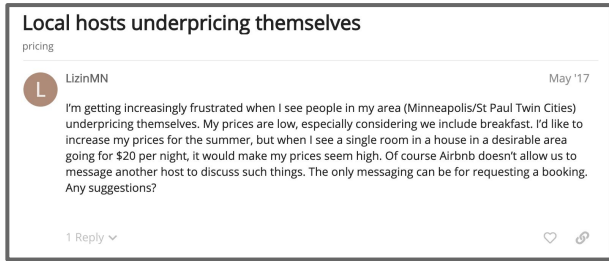 Local hosts underpricing themselves
pricing
L
LizinMN
May '17
I'm getting increasingly frustrated when I see people in my area (Minneapolis/St Paul Twin Cities)
underpricing themselves. My prices are low, especially considering we include breakfast. I'd like to
increase my prices for the summer, but when I see a single room in a house in a desirable area
going for $20 per night, it would make my prices seem high. Of course Airbnb doesn't allow us to
message another host to discuss such things. The only messaging can be for requesting a booking.
Any suggestions?
1 Reply